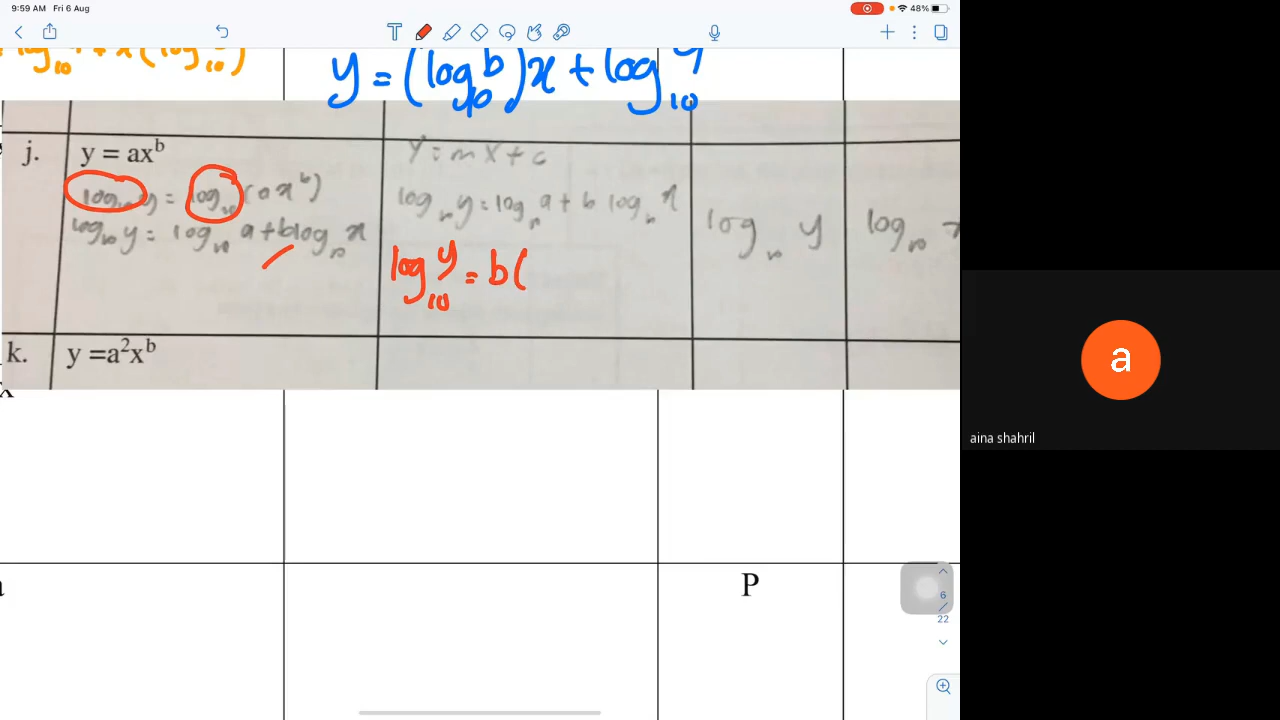 9:59 AM Fri 6 Aug
48%
y = (log₁₀ b)x + log₁₀
j.
y = axᵇ
log₁₀ y = log₁₀ (axᵇ)
log₁₀ y = log₁₀ a + b log₁₀ x
Y = mX + c
log₁₀ y = log₁₀ a + b log₁₀ x
log₁₀ y = b(
log₁₀ y
log₁₀
k.
y =a²xᵇ
x
P
6
/
22
a
aina shahril